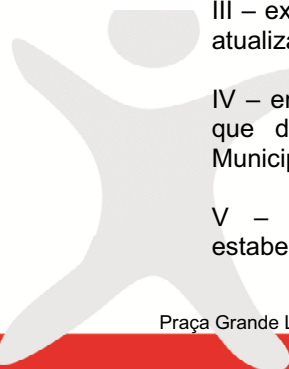 III – ex
atualiza
IV – en
que d
Municip
V –
estabe
Praça Grande L